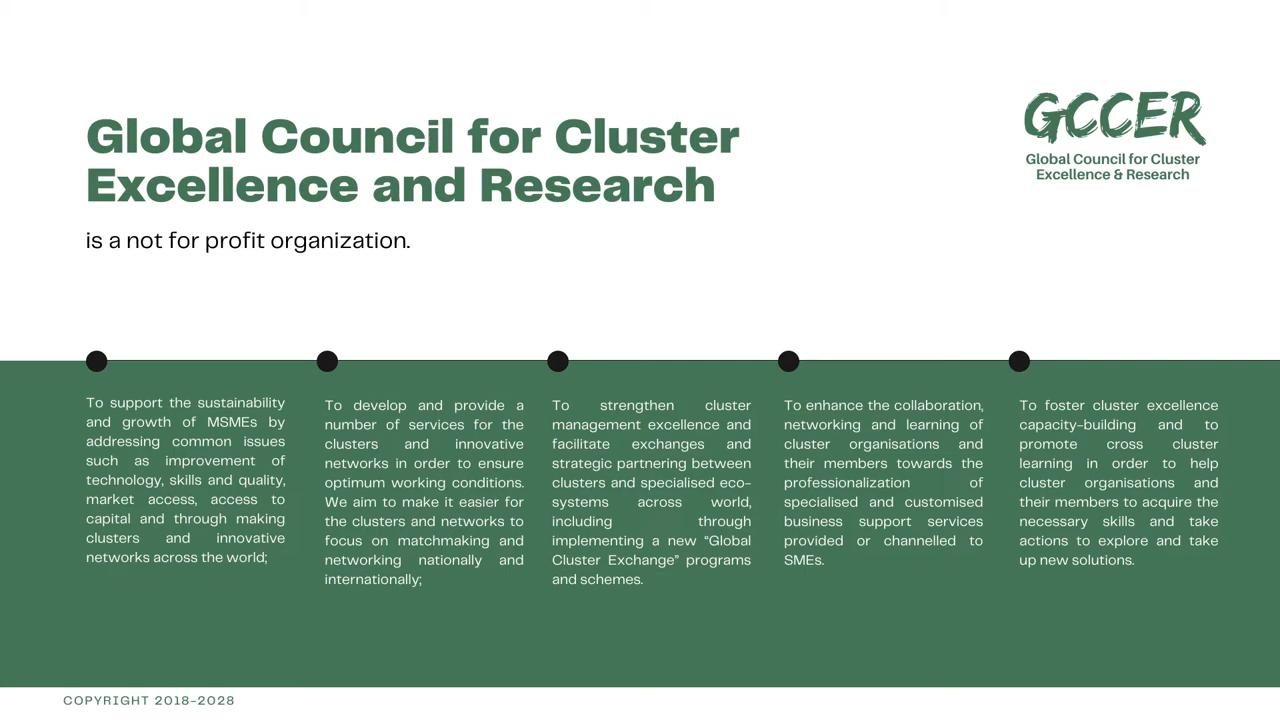 Global Council for Cluster
Excellence and Research
is a not for profit organization.
GCCER
Global Council for Cluster
Excellence & Research
To support the sustainability
and growth of MSMEs by
addressing common issues
such as improvement of
technology, skills and quality,
market access, access to
capital and through making
clusters and innovative
networks across the world;
To develop and provide a
number of services for the
clusters and innovative
networks in order to ensure
optimum working conditions.
We aim to make it easier for
the clusters and networks to
focus on matchmaking and
networking nationally and
internationally;
To strengthen cluster
management excellence and
facilitate exchanges and
strategic partnering between
clusters and specialised eco-
systems across world,
including through
implementing a new “Global
Cluster Exchange” programs
and schemes.
To enhance the collaboration,
networking and learning of
cluster organisations and
their members towards the
professionalization of
specialised and customised
business support services
provided or channelled to
SMEs.
To foster cluster excellence
capacity-building and to
promote cross cluster
learning in order to help
cluster organisations and
their members to acquire the
necessary skills and take
actions to explore and take
up new solutions.
COPYRIGHT 2018-2028